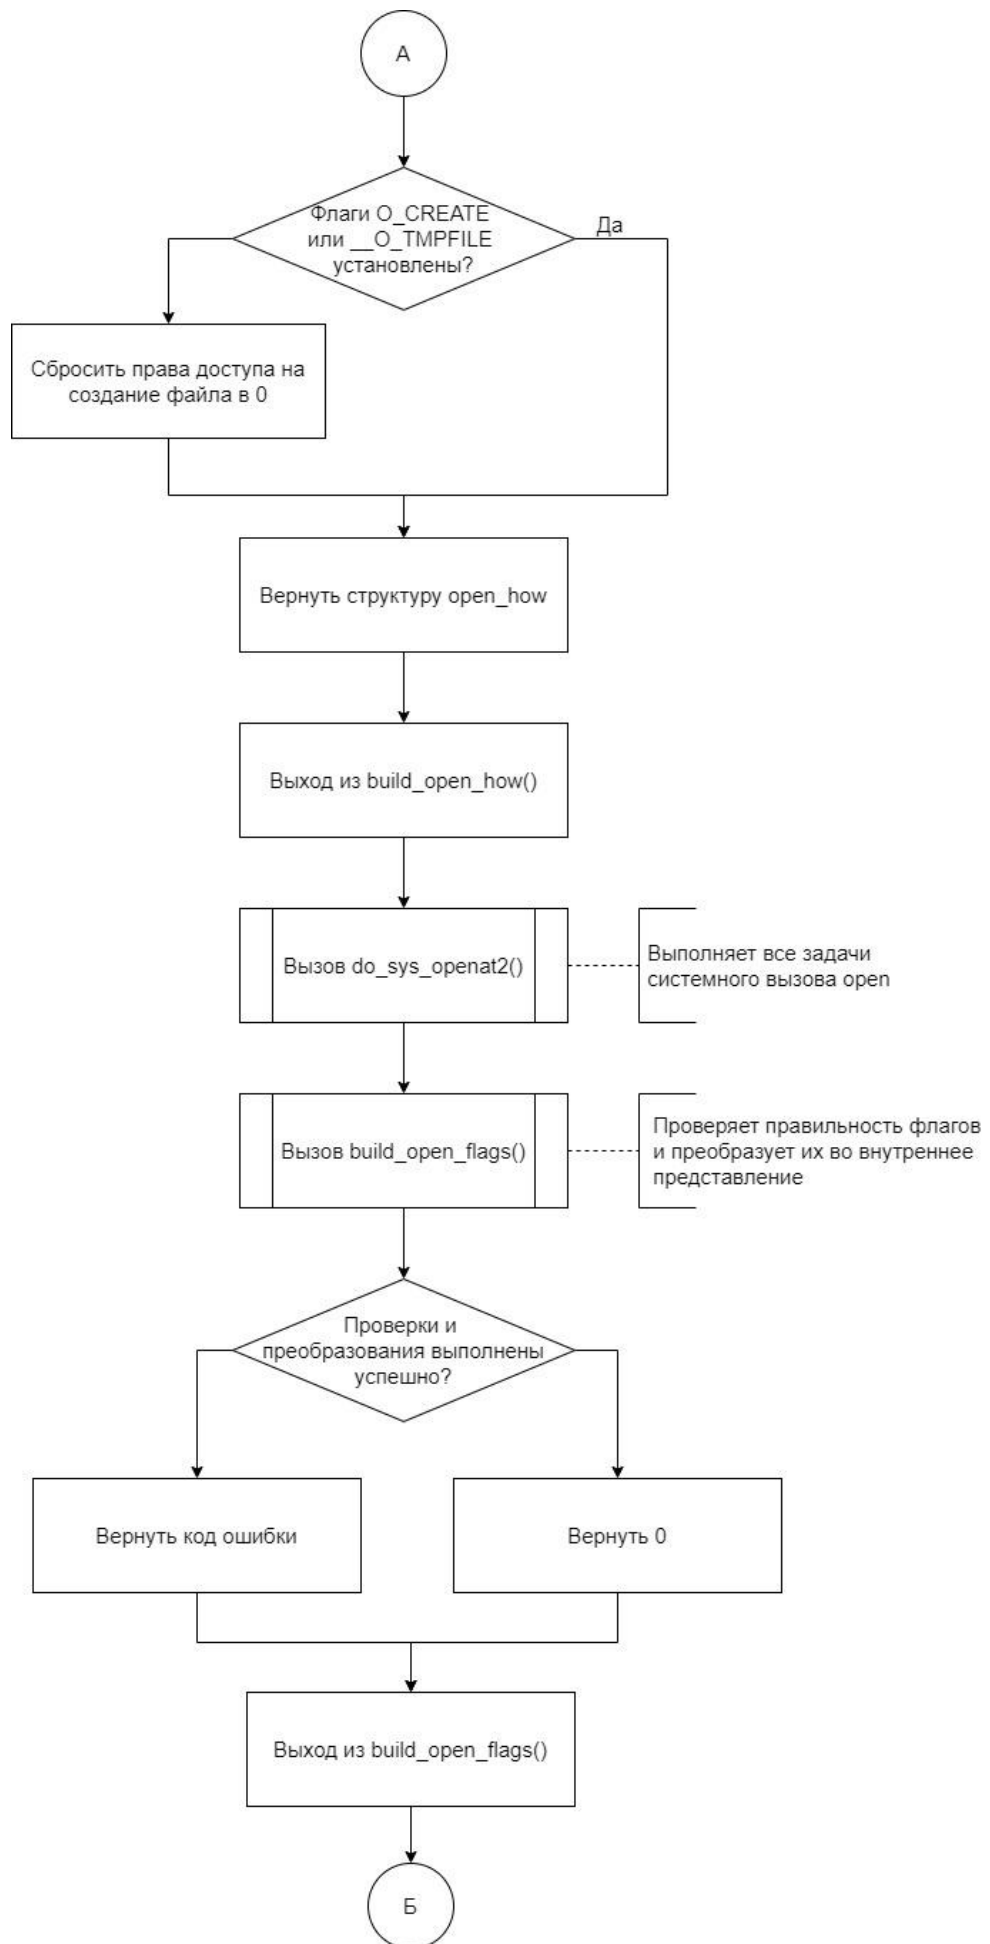 А
Флаги O_CREATE
или __O_TMPFILE
установлены?
Да
Сбросить права доступа на
создание файла в 0
Вернуть структуру open_how
Выход из build_open_how()
Вызов do_sys_openat2()
Выполняет все задачи
системного вызова open
Вызов build_open_flags()
Проверяет правильность флагов
и преобразует их во внутреннее
представление
Проверки и
преобразования выполнены
успешно?
Вернуть код ошибки
Вернуть 0
Выход из build_open_flags()
Б